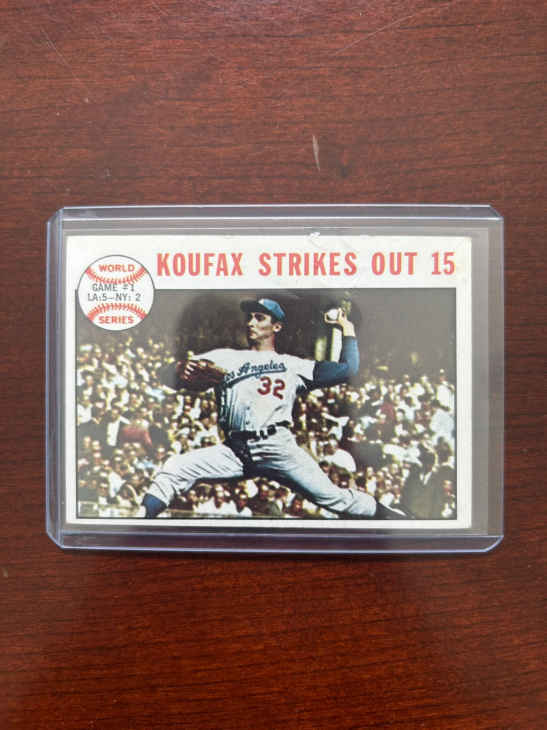 KOUFAX STRIKES OUT 15
WORLD
GAME #1
LA:5-NY: 2
SERIES
Los Angeles
32